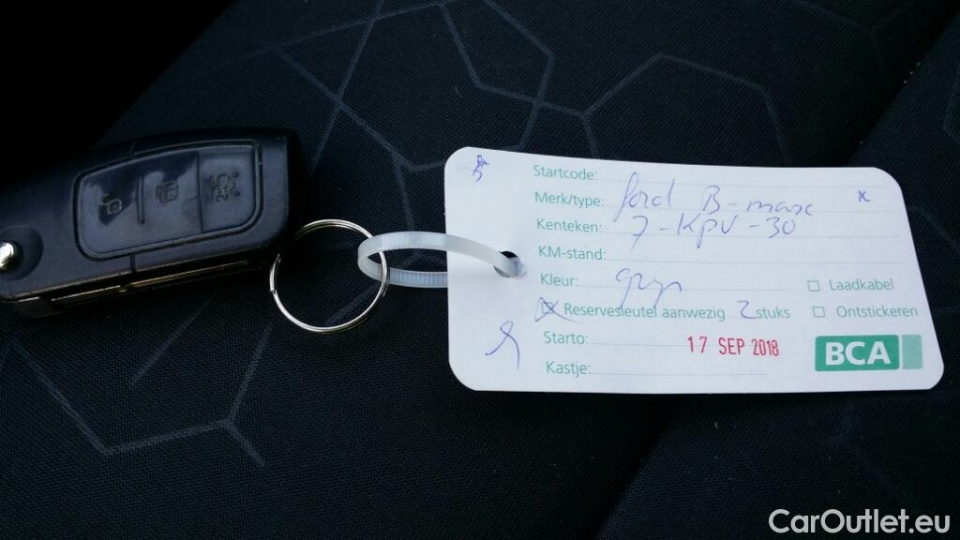 Startcode:
Merk/type: ford B-max
Kenteken: 7-KPV-30
KM-stand:
Kleur: grys
Laadkabel
Reservesleutel aanwezig 2 stuks
Ontstickeren
Starto: 17 SEP 2018
BCA
Kastje:
CarOutlet.eu